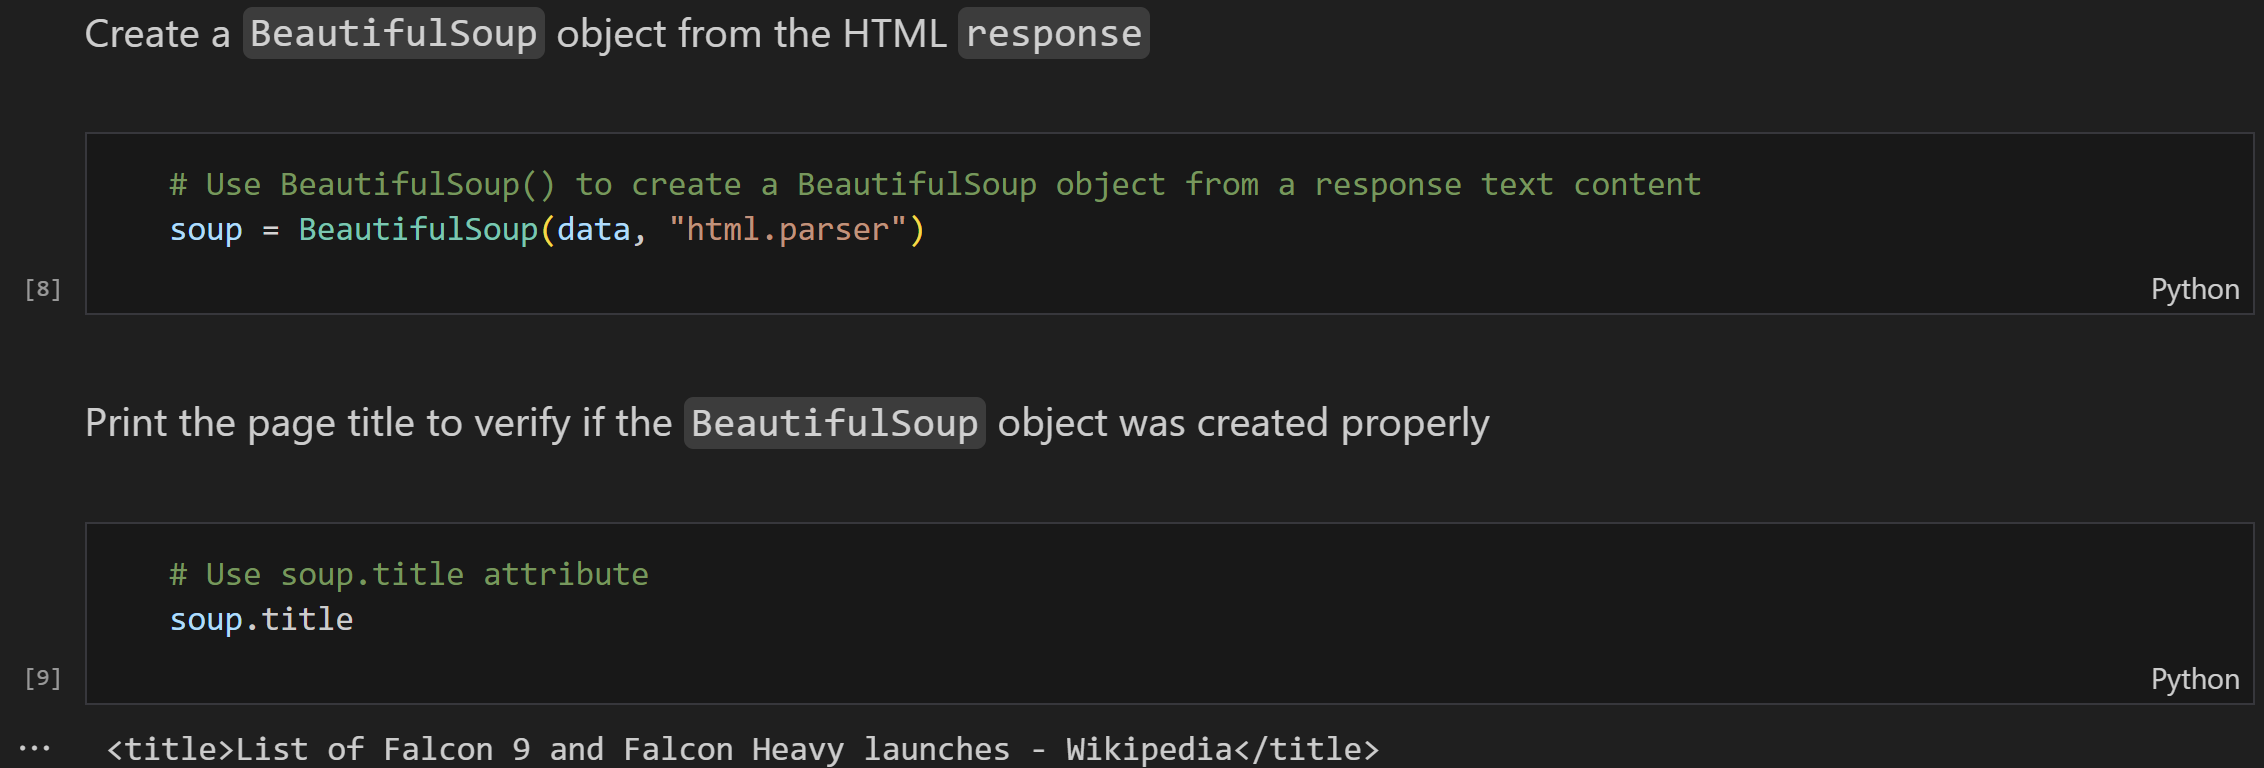 Create a BeautifulSoup object from the HTML response
# Use BeautifulSoup() to create a BeautifulSoup object from a response text content
soup = BeautifulSoup(data, "html.parser")
[8]
Python
Print the page title to verify if the BeautifulSoup object was created properly
# Use soup.title attribute
soup.title
[9]
Python
··· <title>List of Falcon 9 and Falcon Heavy launches - Wikipedia</title>